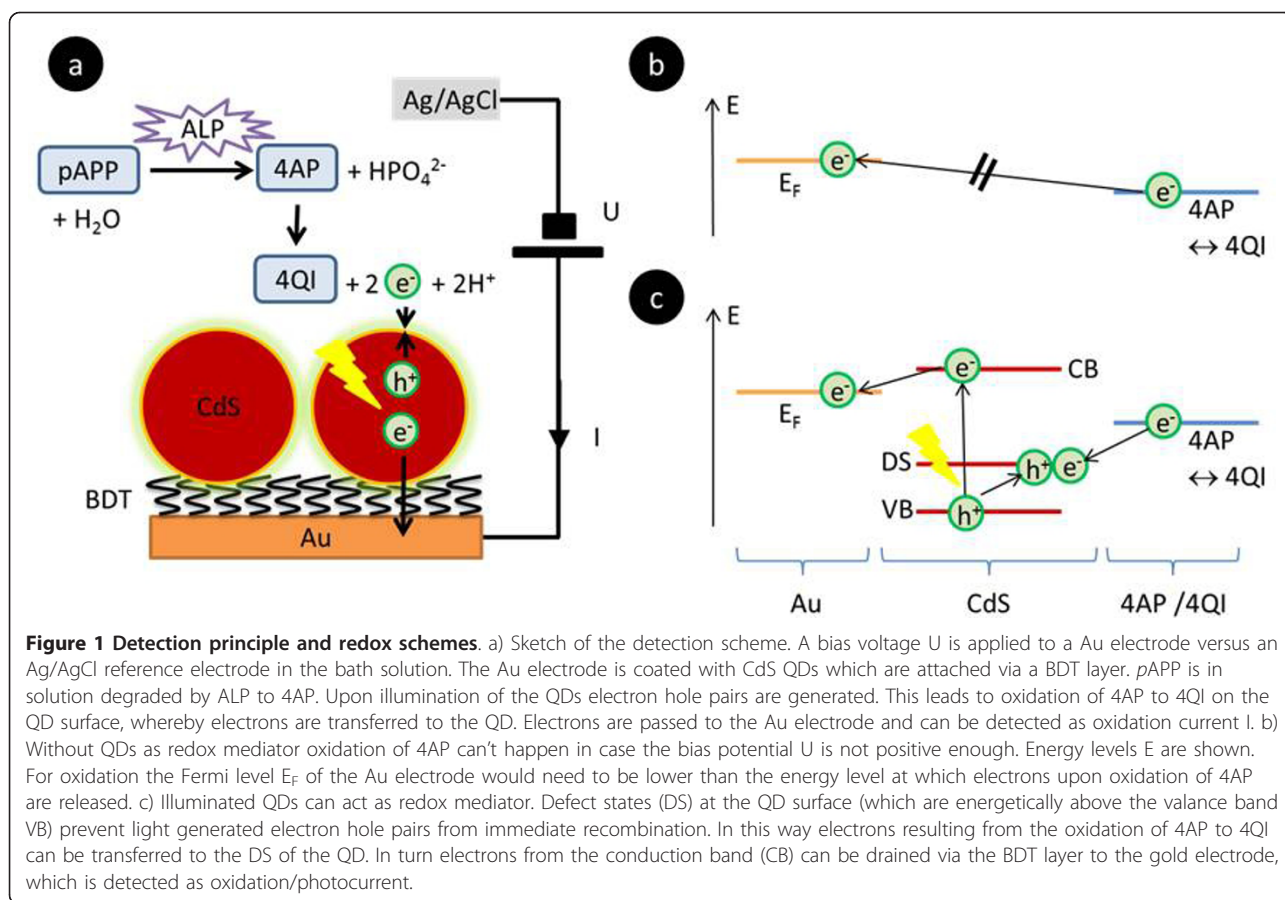 a
Ag/AgCl
ALP
pAPP
4AP
+ HPO₄²⁻
+ H₂O
U
4QI
+ 2 e⁻ + 2H⁺
h⁺
CdS
e⁻
I
BDT
Au
b
E
e⁻
E_F
e⁻
4AP
↔ 4QI
c
E
e⁻
CB
e⁻
E_F
e⁻
4AP
↔ 4QI
DS
h⁺ e⁻
VB
h⁺
Au
CdS
4AP /4QI
Figure 1 Detection principle and redox schemes. a) Sketch of the detection scheme. A bias voltage U is applied to a Au electrode versus an
Ag/AgCl reference electrode in the bath solution. The Au electrode is coated with CdS QDs which are attached via a BDT layer. pAPP is in
solution degraded by ALP to 4AP. Upon illumination of the QDs electron hole pairs are generated. This leads to oxidation of 4AP to 4QI on the
QD surface, whereby electrons are transferred to the QD. Electrons are passed to the Au electrode and can be detected as oxidation current I. b)
Without QDs as redox mediator oxidation of 4AP can't happen in case the bias potential U is not positive enough. Energy levels E are shown.
For oxidation the Fermi level E_F of the Au electrode would need to be lower than the energy level at which electrons upon oxidation of 4AP
are released. c) Illuminated QDs can act as redox mediator. Defect states (DS) at the QD surface (which are energetically above the valance band
VB) prevent light generated electron hole pairs from immediate recombination. In this way electrons resulting from the oxidation of 4AP to 4QI
can be transferred to the DS of the QD. In turn electrons from the conduction band (CB) can be drained via the BDT layer to the gold electrode,
which is detected as oxidation/photocurrent.